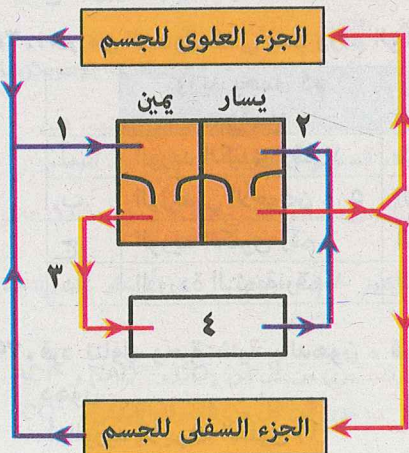 الجزء العلوى للجسم
يمين يسار
١ ٢
٣
٤
الجزء السفلى للجسم